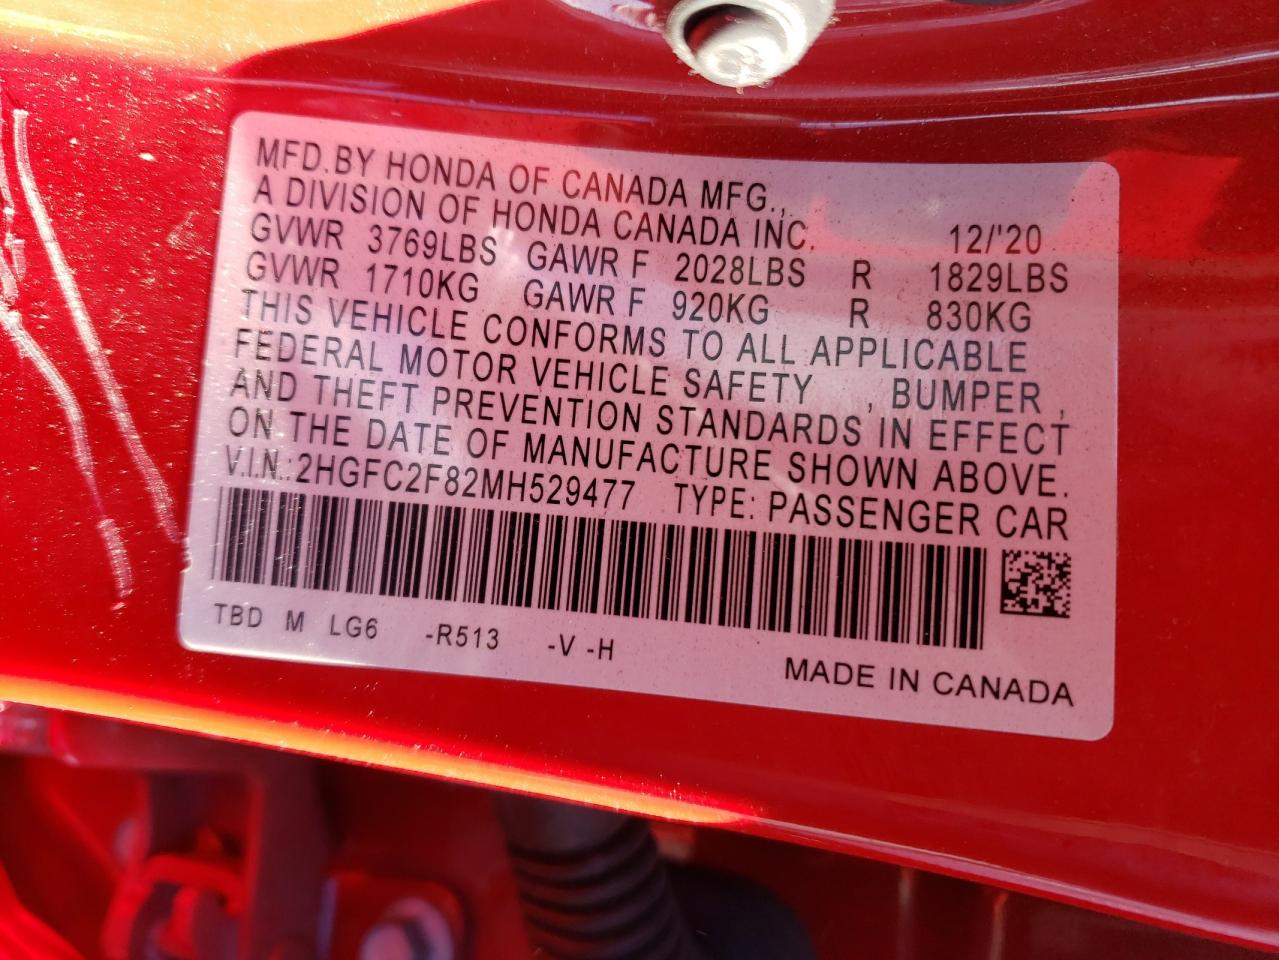 MFD. BY HONDA OF CANADA MFG.,
A DIVISION OF HONDA CANADA INC. 12/'20
GVWR 3769LBS GAWR F 2028LBS R 1829LBS
GVWR 1710KG GAWR F 920KG R 830KG
THIS VEHICLE CONFORMS TO ALL APPLICABLE
FEDERAL MOTOR VEHICLE SAFETY , BUMPER ,
AND THEFT PREVENTION STANDARDS IN EFFECT
ON THE DATE OF MANUFACTURE SHOWN ABOVE.
V.I.N.: 2HGFC2F82MH529477 TYPE: PASSENGER CAR
TBD M LG6 -R513 -V -H
MADE IN CANADA